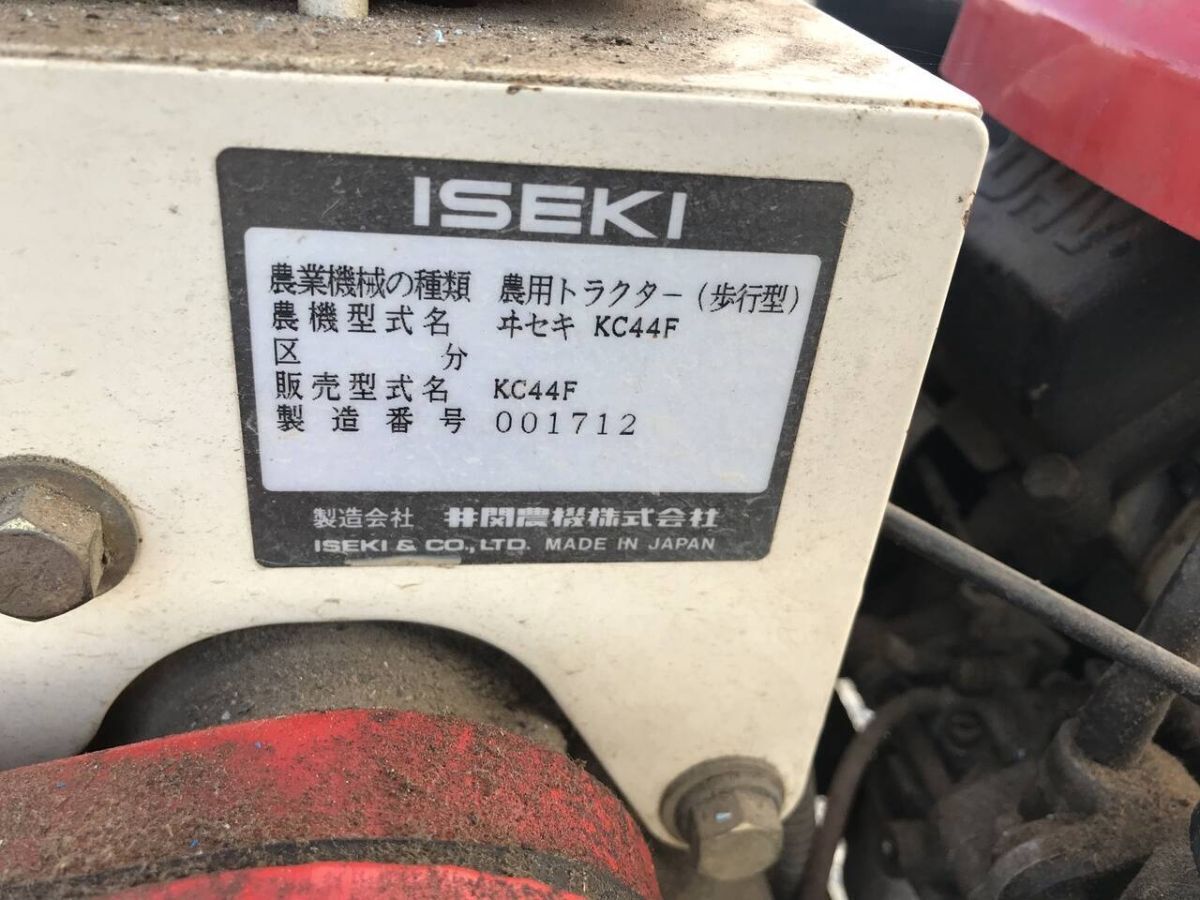 ISEKI
農業機械の種類 農用トラクター(歩行型)
農機型式名 ヰセキ KC44F
区分
販売型式名 KC44F
製造番号 001712
製造会社 井関農機株式会社
ISEKI & CO., LTD. MADE IN JAPAN